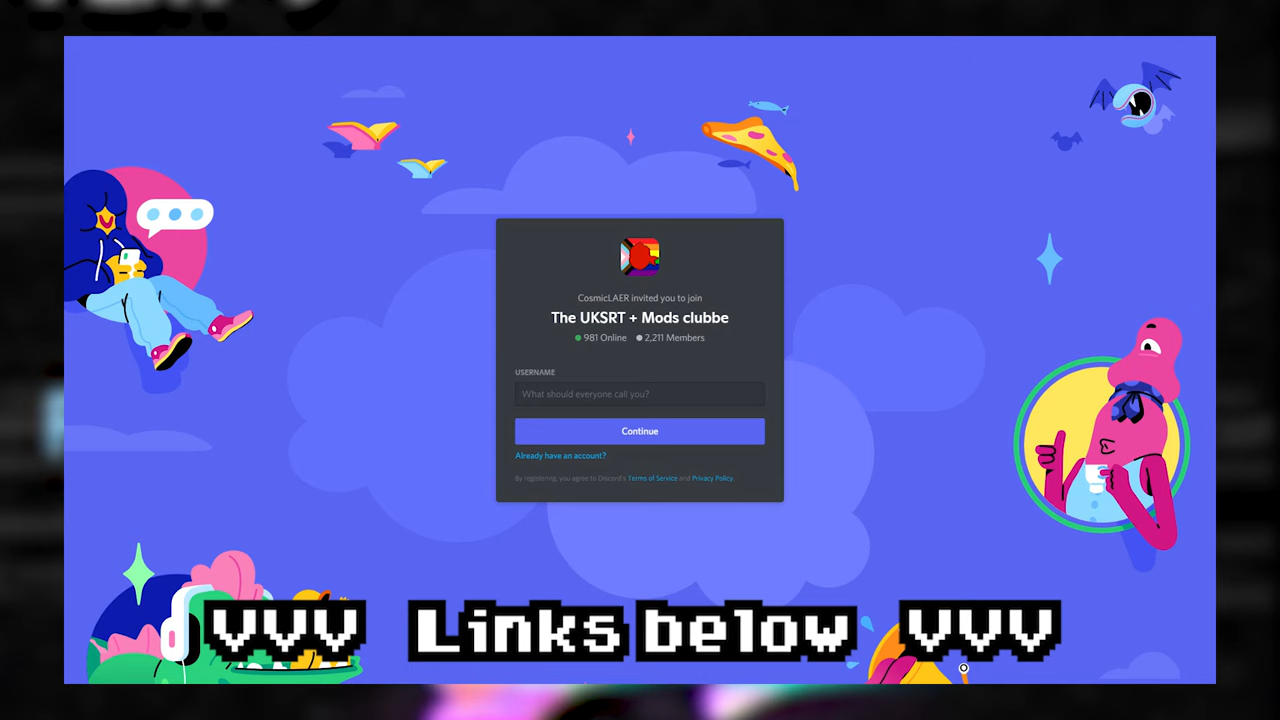 CosmicLAER invited you to join
The UKSRT + Mods clubbe
981 Online 2,211 Members
USERNAME
What should everyone call you?
Continue
Already have an account?
By registering, you agree to Discord's Terms of Service and Privacy Policy.
VVV Links below VVV